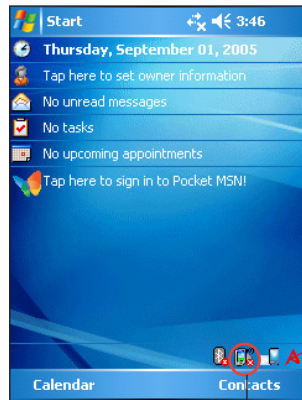 Start 3:46
Thursday, September 01, 2005
Tap here to set owner information
No unread messages
No tasks
No upcoming appointments
Tap here to sign in to Pocket MSN!
A
Calendar Contacts